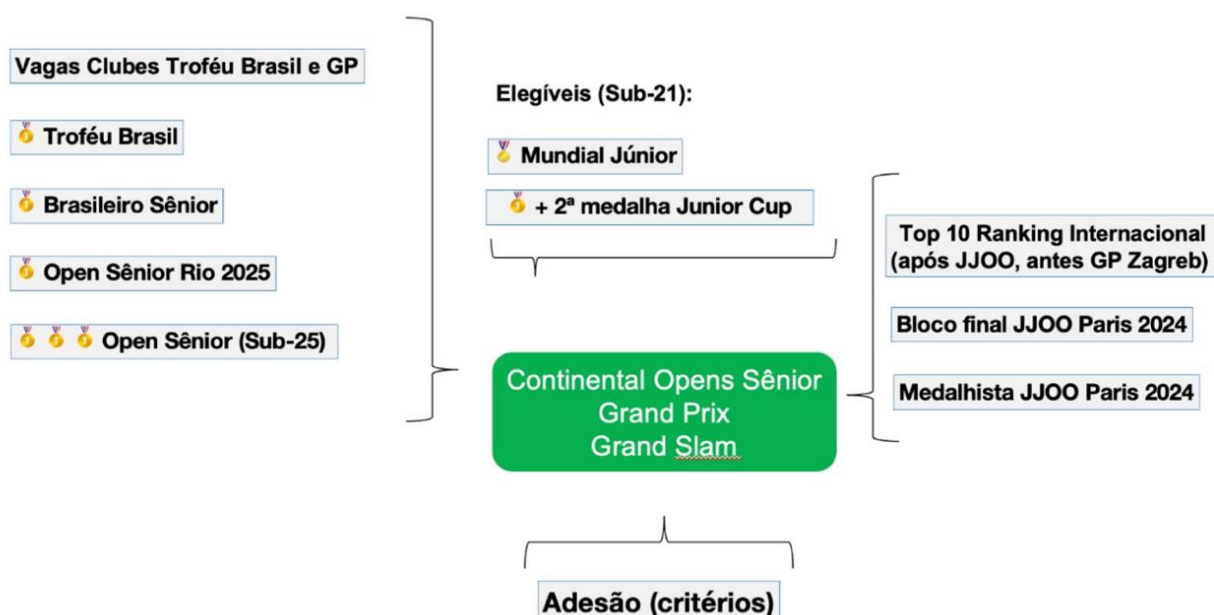 Vagas Clubes Troféu Brasil e GP
🏅 Troféu Brasil
🏅 Brasileiro Sênior
🏅 Open Sênior Rio 2025
🏅 🏅 🏅 Open Sênior (Sub-25)
Elegíveis (Sub-21):
🏅 Mundial Júnior
🏅 + 2ª medalha Junior Cup
Continental Opens Sênior
Grand Prix
Grand Slam
Top 10 Ranking Internacional
(após JJOO, antes GP Zagreb)
Bloco final JJOO Paris 2024
Medalhista JJOO Paris 2024
Adesão (critérios)